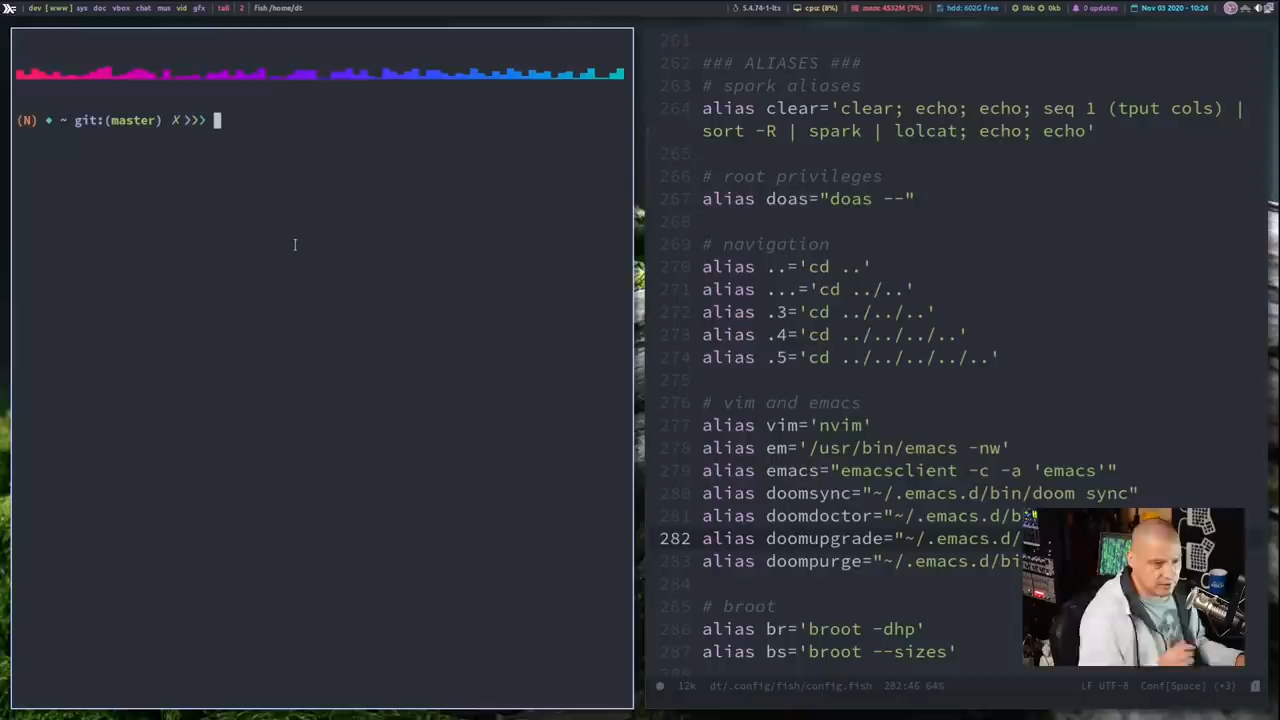 dev [ www ] sys doc vbox chat mus vid gfx | tall | 2 | fish /home/dt
5.4.74-1-lts | cpu: (8%) | mem: 4532M (7%) | hdd: 602G free | 0kb 0kb | 0 updates | Nov 03 2020 - 10:24
(N) ◆ ~ git:(master) ✗ >>>
261
262 ### ALIASES ###
263 # spark aliases
264 alias clear='clear; echo; echo; seq 1 (tput cols) |
sort -R | spark | lolcat; echo; echo'
265
266 # root privileges
267 alias doas="doas --"
268
269 # navigation
270 alias ..='cd ..'
271 alias ...='cd ../..'
272 alias .3='cd ../../..'
273 alias .4='cd ../../../..'
274 alias .5='cd ../../../../..'
275
276 # vim and emacs
277 alias vim='nvim'
278 alias em='/usr/bin/emacs -nw'
279 alias emacs="emacsclient -c -a 'emacs'"
280 alias doomsync="~/.emacs.d/bin/doom sync"
281 alias doomdoctor="~/.emacs.d/b
282 alias doomupgrade="~/.emacs.d/
283 alias doompurge="~/.emacs.d/bi
284
285 # broot
286 alias br='broot -dhp'
287 alias bs='broot --sizes'
12k dt/.config/fish/config.fish 282:46 64% LF UTF-8 Conf[Space] (+3)